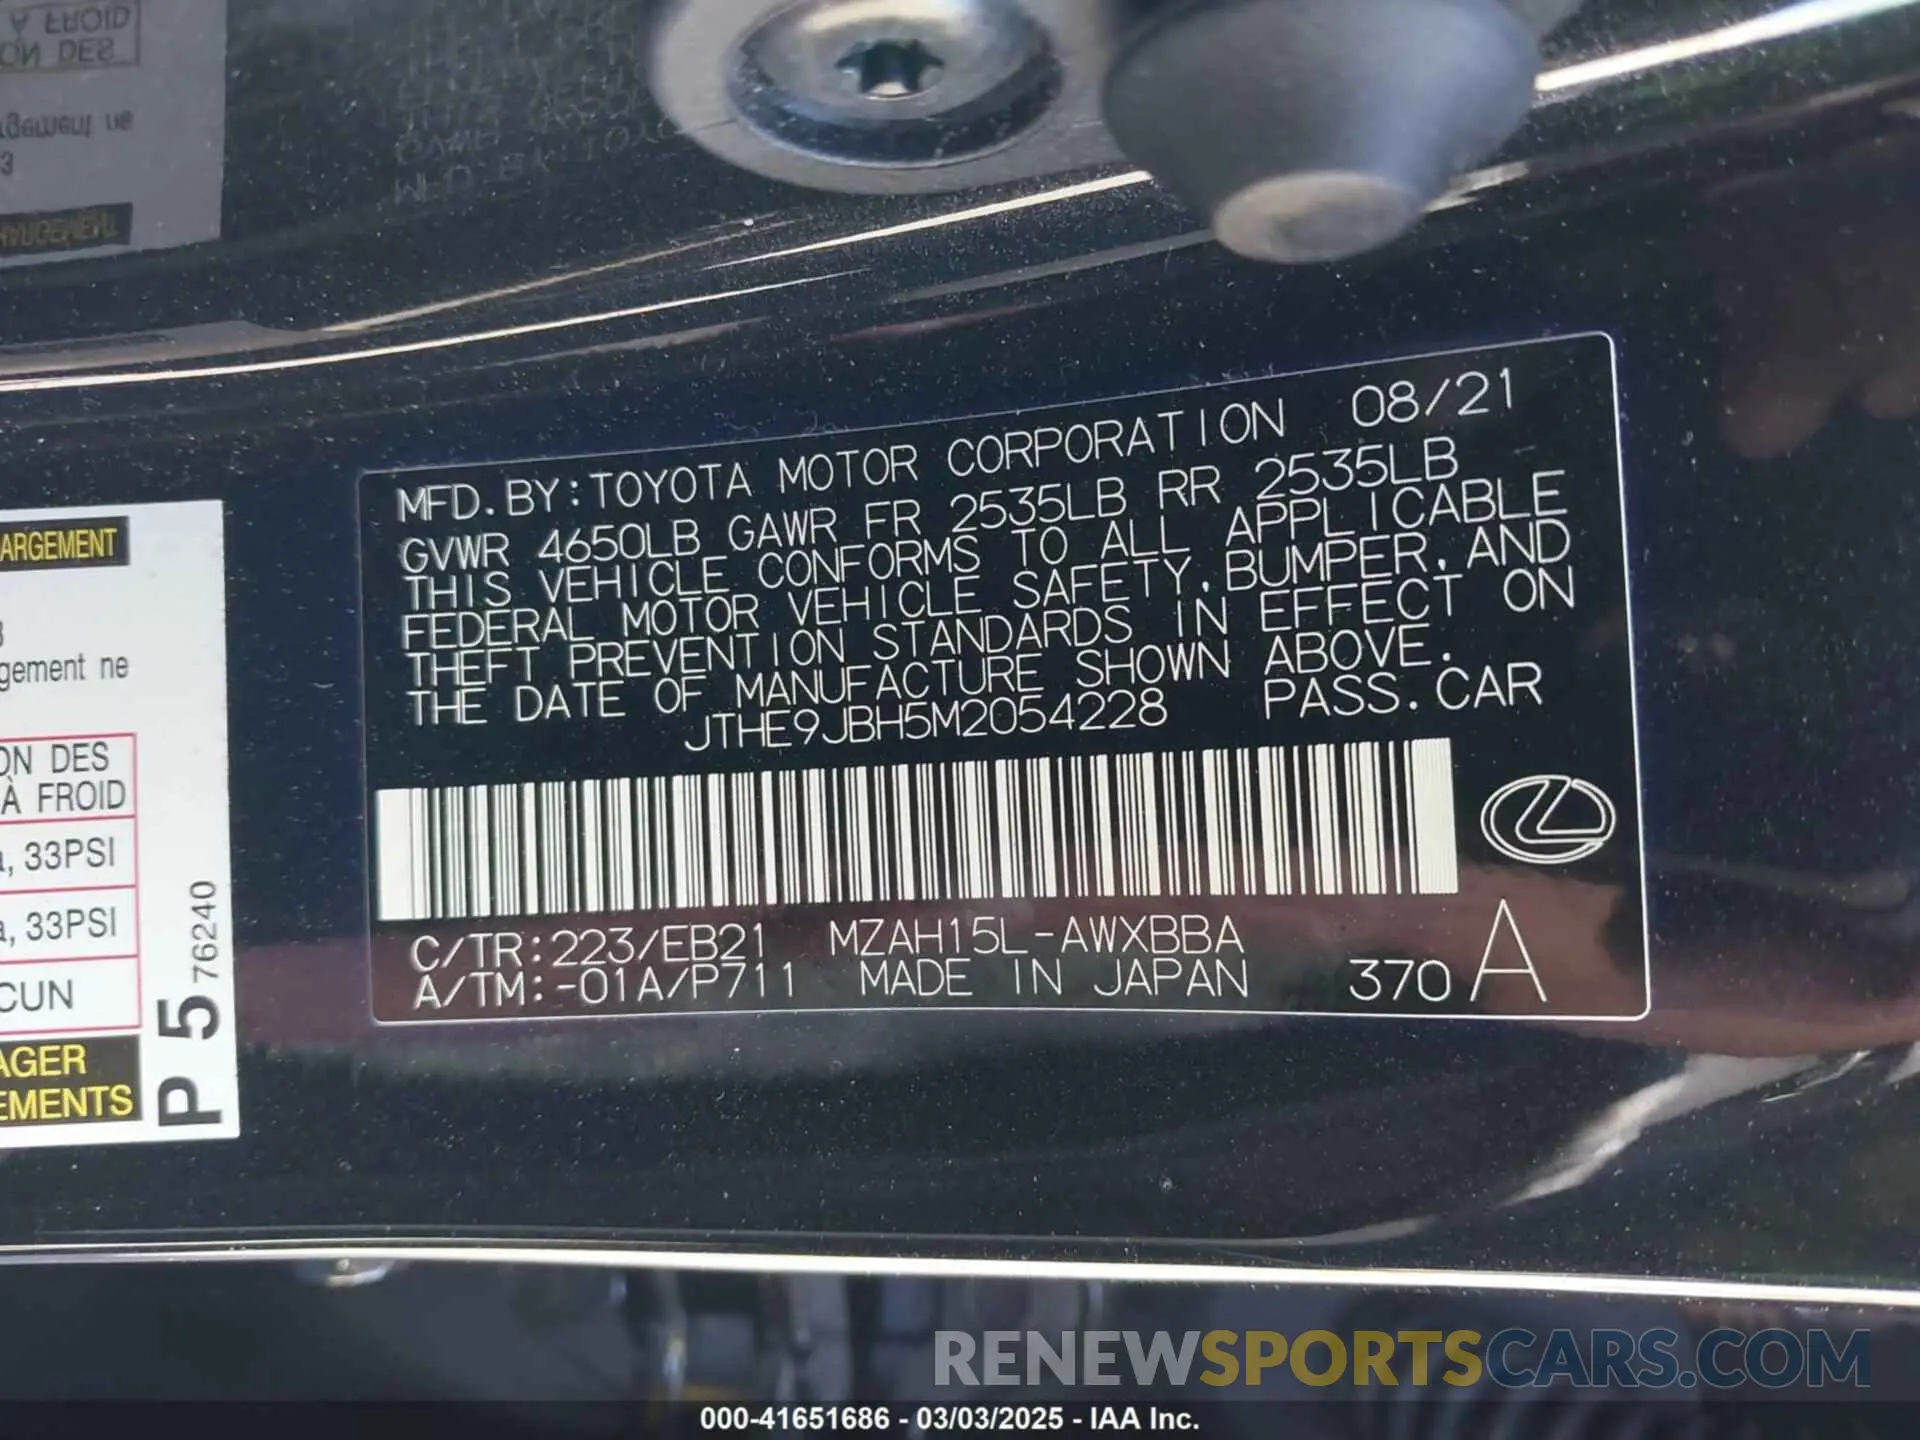 MFD.BY:TOYOTA MOTOR CORPORATION 08/21
GVWR 4650LB GAWR FR 2535LB RR 2535LB
THIS VEHICLE CONFORMS TO ALL APPLICABLE
FEDERAL MOTOR VEHICLE SAFETY,BUMPER,AND
THEFT PREVENTION STANDARDS IN EFFECT ON
THE DATE OF MANUFACTURE SHOWN ABOVE.
JTHE9JBH5M2054228 PASS.CAR
C/TR:223/EB21 MZAH15L-AWXBBA
A/TM:-01A/P711 MADE IN JAPAN 370 A
ARGEMENT
gement ne
ON DES
À FROID
a, 33PSI
a, 33PSI
CUN
AGER
EMENTS
P 5 76240
RENEWSPORTSCARS.COM
000-41651686 - 03/03/2025 - IAA Inc.